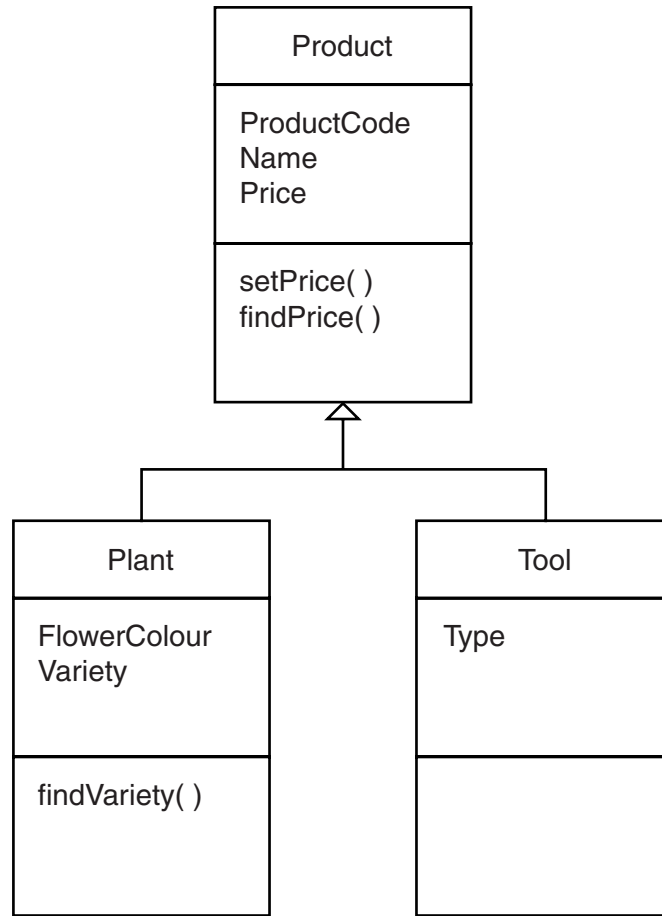 Product
ProductCode
Name
Price
setPrice( )
findPrice( )
Plant
Tool
FlowerColour
Variety
Type
findVariety( )